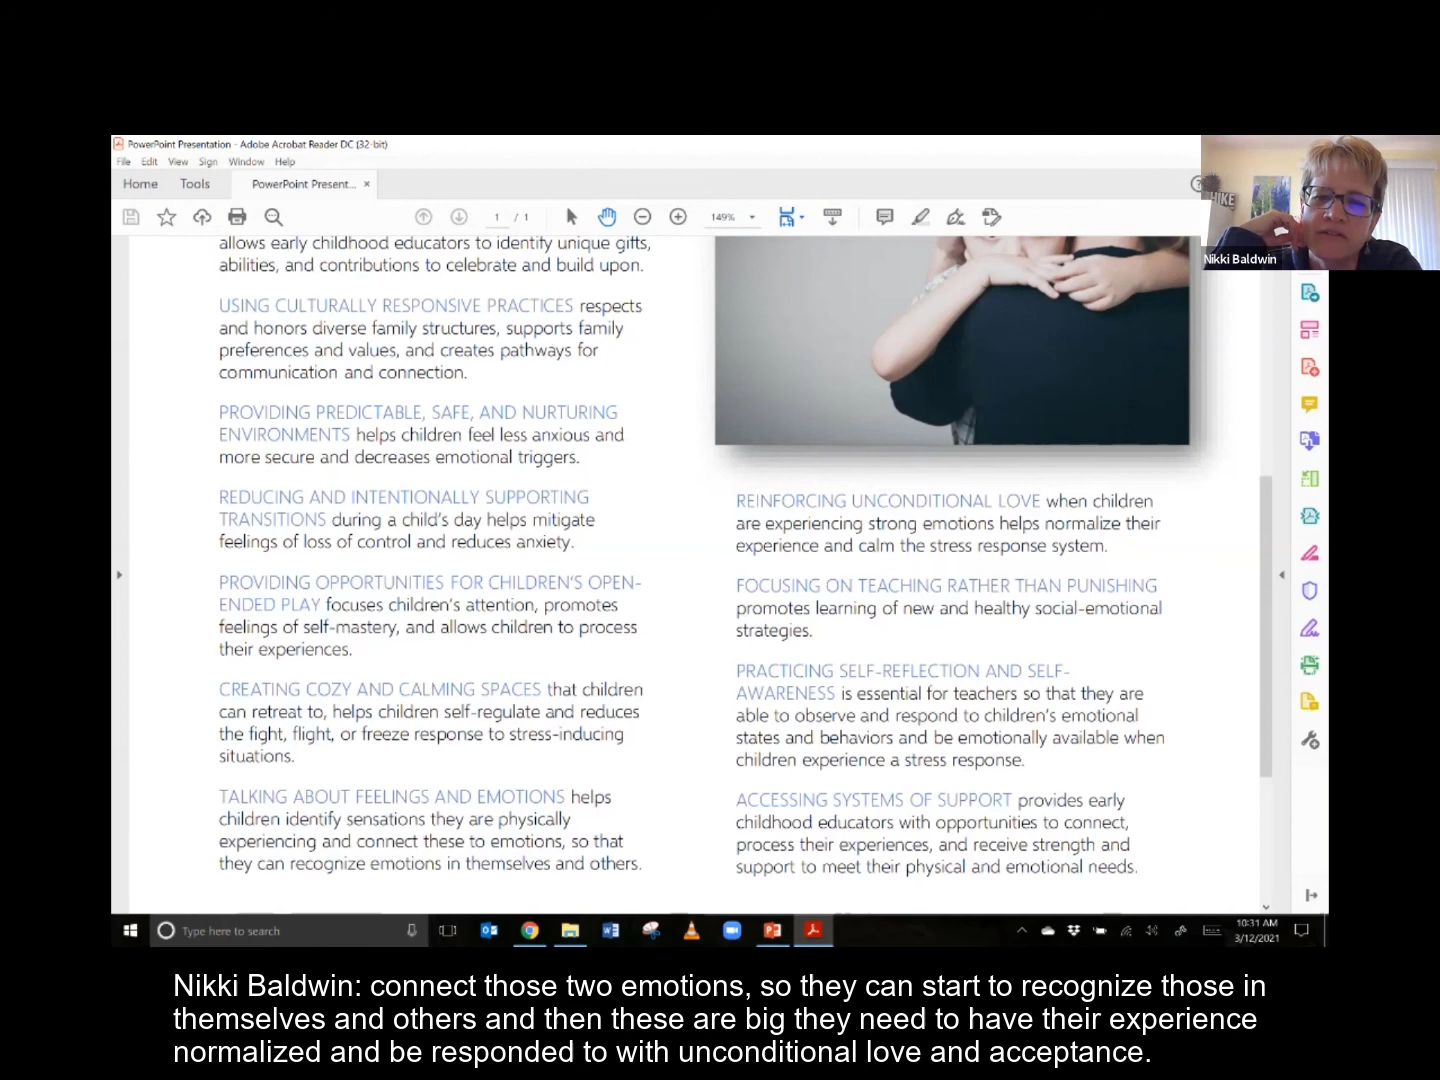 PowerPoint Presentation - Adobe Acrobat Reader DC (32-bit)
File Edit View Sign Window Help
Home Tools PowerPoint Present... ×
1 / 1 149%
HIKE
Nikki Baldwin
allows early childhood educators to identify unique gifts,
abilities, and contributions to celebrate and build upon.
USING CULTURALLY RESPONSIVE PRACTICES respects
and honors diverse family structures, supports family
preferences and values, and creates pathways for
communication and connection.
PROVIDING PREDICTABLE, SAFE, AND NURTURING
ENVIRONMENTS helps children feel less anxious and
more secure and decreases emotional triggers.
REDUCING AND INTENTIONALLY SUPPORTING
TRANSITIONS during a child's day helps mitigate
feelings of loss of control and reduces anxiety.
PROVIDING OPPORTUNITIES FOR CHILDREN'S OPEN-
ENDED PLAY focuses children's attention, promotes
feelings of self-mastery, and allows children to process
their experiences.
CREATING COZY AND CALMING SPACES that children
can retreat to, helps children self-regulate and reduces
the fight, flight, or freeze response to stress-inducing
situations.
TALKING ABOUT FEELINGS AND EMOTIONS helps
children identify sensations they are physically
experiencing and connect these to emotions, so that
they can recognize emotions in themselves and others.
REINFORCING UNCONDITIONAL LOVE when children
are experiencing strong emotions helps normalize their
experience and calm the stress response system.
FOCUSING ON TEACHING RATHER THAN PUNISHING
promotes learning of new and healthy social-emotional
strategies.
PRACTICING SELF-REFLECTION AND SELF-
AWARENESS is essential for teachers so that they are
able to observe and respond to children's emotional
states and behaviors and be emotionally available when
children experience a stress response.
ACCESSING SYSTEMS OF SUPPORT provides early
childhood educators with opportunities to connect,
process their experiences, and receive strength and
support to meet their physical and emotional needs.
Type here to search
10:31 AM
3/12/2021
Nikki Baldwin: connect those two emotions, so they can start to recognize those in
themselves and others and then these are big they need to have their experience
normalized and be responded to with unconditional love and acceptance.